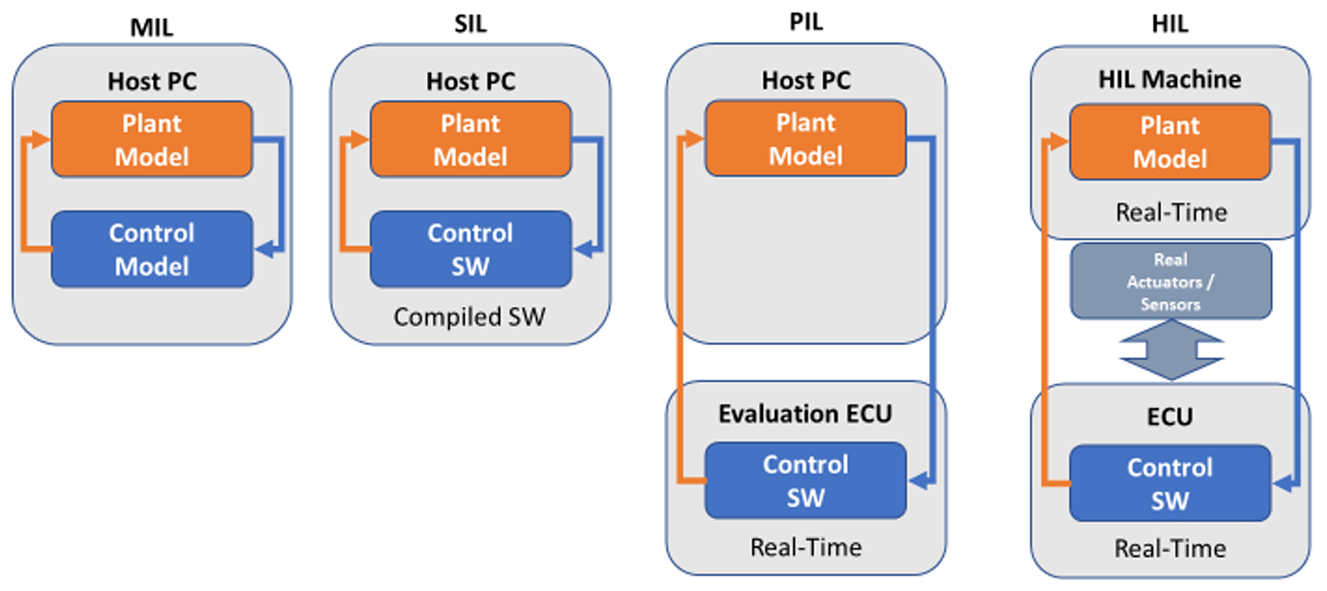 MIL
Host PC
Plant
Model
Control
Model
SIL
Host PC
Plant
Model
Control
SW
Compiled SW
PIL
Host PC
Plant
Model
Evaluation ECU
Control
SW
Real-Time
HIL
HIL Machine
Plant
Model
Real-Time
Real
Actuators /
Sensors
ECU
Control
SW
Real-Time